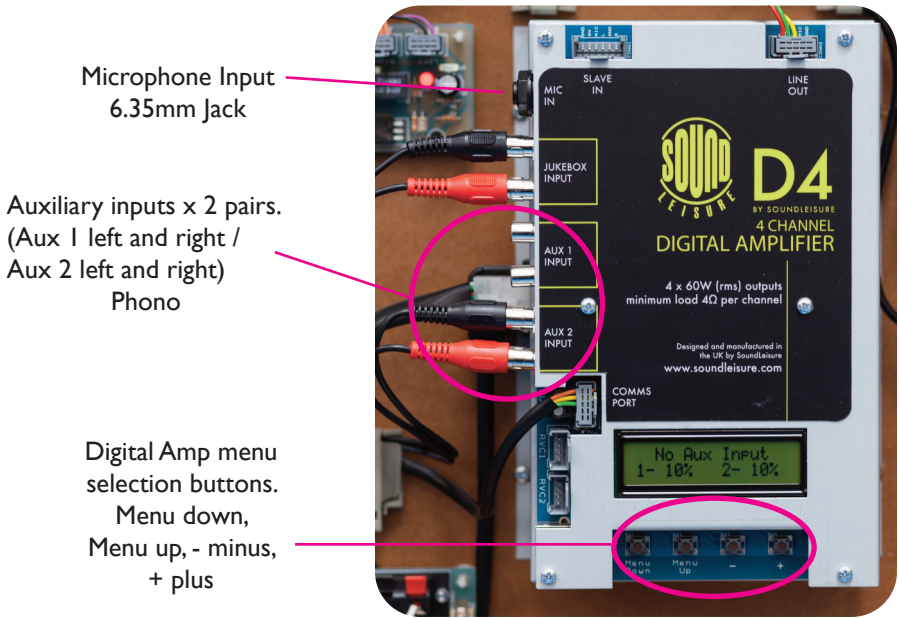 Microphone Input
6.35mm Jack
Auxiliary inputs x 2 pairs.
(Aux 1 left and right /
Aux 2 left and right)
Phono
Digital Amp menu
selection buttons.
Menu down,
Menu up, - minus,
+ plus
SLAVE
IN
LINE
OUT
MIC
IN
JUKEBOX
INPUT
AUX 1
INPUT
AUX 2
INPUT
SOUND
LEISURE
D4
BY SOUNDLEISURE
4 CHANNEL
DIGITAL AMPLIFIER
4 x 60W (rms) outputs
minimum load 4Ω per channel
Designed and manufactured in
the UK by SoundLeisure
www.soundleisure.com
COMMS
PORT
RVC1
RVC2
No Aux Input
1- 10% 2- 10%
Menu
Down
Menu
Up
-
+